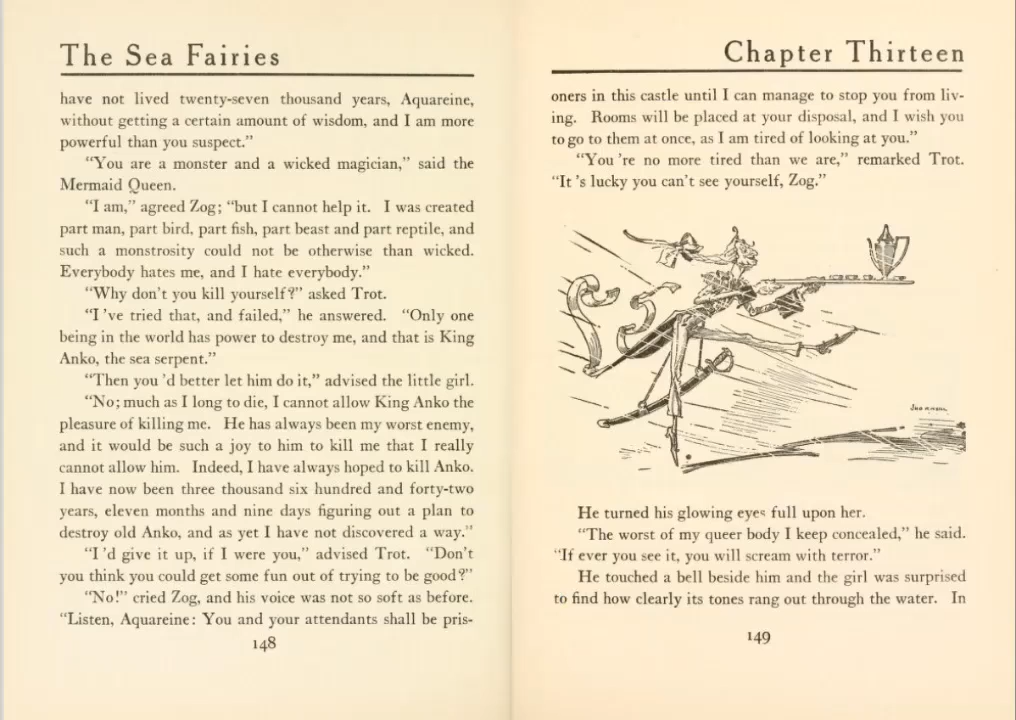 The Sea Fairies
have not lived twenty-seven thousand years, Aquareine,
without getting a certain amount of wisdom, and I am more
powerful than you suspect.”
“You are a monster and a wicked magician,” said the
Mermaid Queen.
“I am,” agreed Zog; “but I cannot help it. I was created
part man, part bird, part fish, part beast and part reptile, and
such a monstrosity could not be otherwise than wicked.
Everybody hates me, and I hate everybody.”
“Why don’t you kill yourself?” asked Trot.
“I ’ve tried that, and failed,” he answered. “Only one
being in the world has power to destroy me, and that is King
Anko, the sea serpent.”
“Then you ’d better let him do it,” advised the little girl.
“No; much as I long to die, I cannot allow King Anko the
pleasure of killing me. He has always been my worst enemy,
and it would be such a joy to him to kill me that I really
cannot allow him. Indeed, I have always hoped to kill Anko.
I have now been three thousand six hundred and forty-two
years, eleven months and nine days figuring out a plan to
destroy old Anko, and as yet I have not discovered a way.”
“I ’d give it up, if I were you,” advised Trot. “Don’t
you think you could get some fun out of trying to be good?”
“No!” cried Zog, and his voice was not so soft as before.
“Listen, Aquareine: You and your attendants shall be pris-
148
Chapter Thirteen
oners in this castle until I can manage to stop you from liv-
ing. Rooms will be placed at your disposal, and I wish you
to go to them at once, as I am tired of looking at you.”
“You ’re no more tired than we are,” remarked Trot.
“It ’s lucky you can’t see yourself, Zog.”
He turned his glowing eyes full upon her.
“The worst of my queer body I keep concealed,” he said.
“If ever you see it, you will scream with terror.”
He touched a bell beside him and the girl was surprised
to find how clearly its tones rang out through the water. In
149